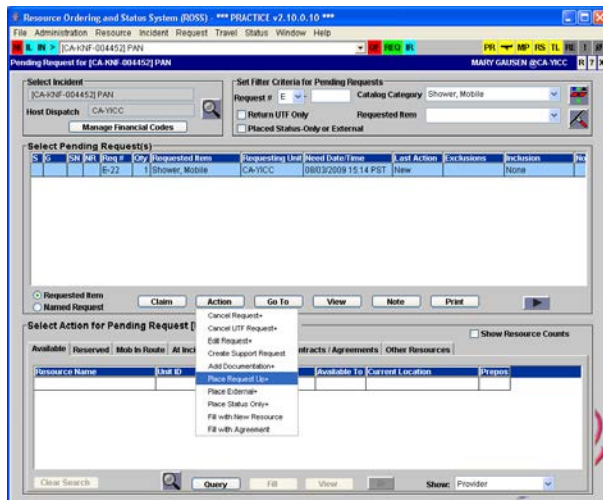 Resource Ordering and Status System (ROSS) - *** PRACTICE v2.10.0.10 ***
File Administration Resource Incident Request Travel Status Window Help
IN > [CA-KNF-004452] PAN REQ IR PR MP RS TL
Pending Request for [CA-KNF-004452] PAN MARY GAUSEN @CA-YICC R ? X
Select Incident Set Filter Criteria for Pending Requests
[CA-KNF-004452] PAN Request # E - Catalog Category Shower, Mobile
Host Dispatch CA-YICC Return UTF Only Requested Item
Manage Financial Codes Placed Status-Only or External
Select Pending Request(s)
S G SN NR Req # Qty Requested Item Requesting Unit Need Date/Time Last Action Exclusions Inclusion No
E-22 1 Shower, Mobile CA-YICC 08/03/2009 15:14 PST New None
Requested Item
Named Request
Claim Action Go To View Note Print
Select Action for Pending Request [
Show Resource Counts
Available Reserved Mob In Route At Inci ntracts / Agreements Other Resources
Resource Name Unit ID Available To Current Location Prepos
Cancel Request+
Cancel UTF Request+
Edit Request+
Create Support Request
Add Documentation+
Place Request Up+
Place External+
Place Status Only+
Fill with New Resource
Fill with Agreement
Clear Search Query Fill View Show: Provider